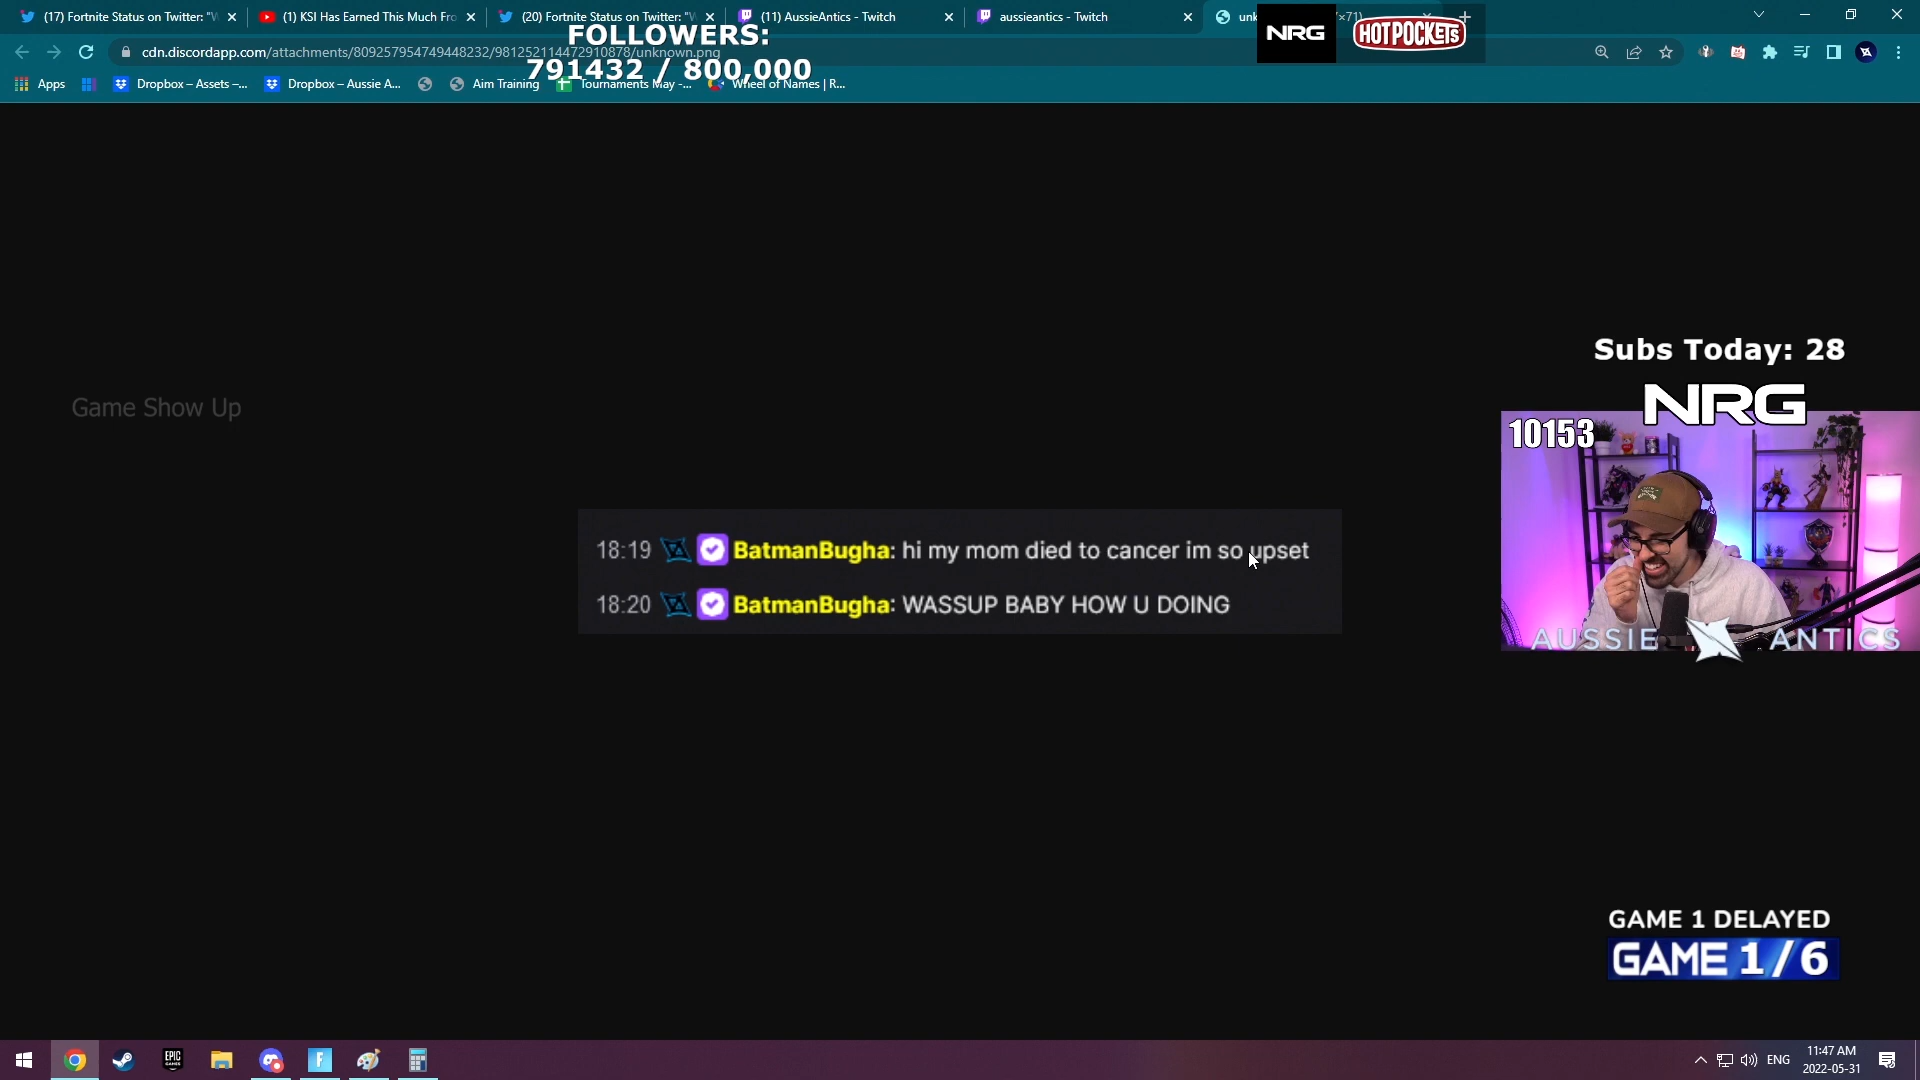 (17) Fortnite Status on Twitter: "W
(1) KSI Has Earned This Much Fro
(20) Fortnite Status on Twitter: "W
(11) AussieAntics - Twitch
aussieantics - Twitch
FOLLOWERS:
791432 / 800,000
NRG
HOT POCKETS
cdn.discordapp.com/attachments/809257954749448232/981252114472910878/unknown.png
Apps
Dropbox – Assets –...
Dropbox – Aussie A...
Aim Training
Tournaments May -...
Wheel of Names | R...
Subs Today: 28
NRG
Game Show Up
10153
18:19 BatmanBugha: hi my mom died to cancer im so upset
18:20 BatmanBugha: WASSUP BABY HOW U DOING
AUSSIE ANTICS
GAME 1 DELAYED
GAME 1/6
EPIC GAMES
ENG
11:47 AM
2022-05-31